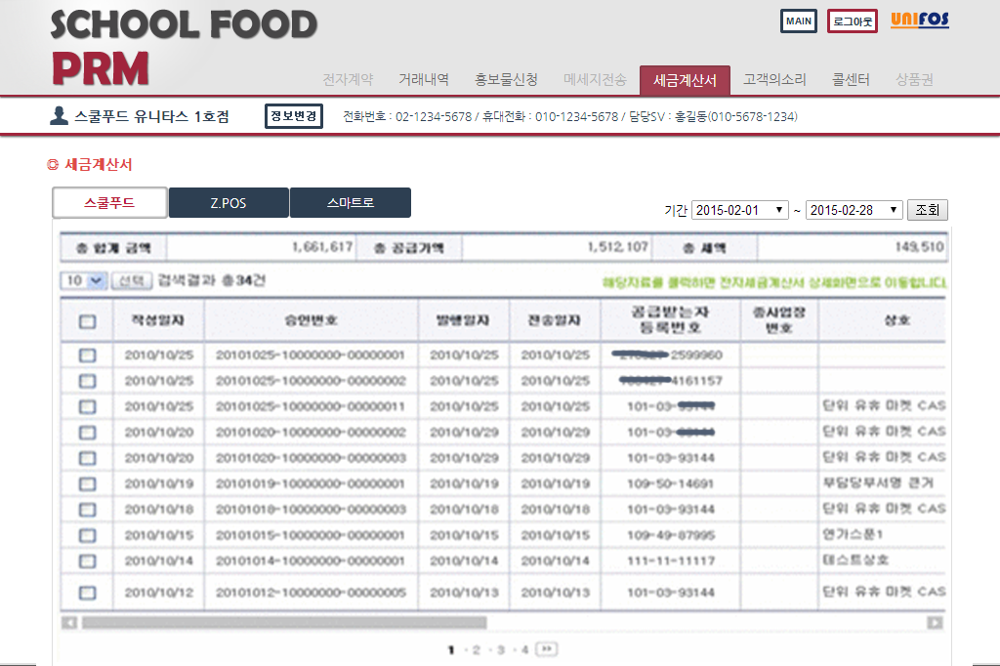 SCHOOL FOOD
PRM
MAIN 로그아웃 UNIFOS
전자계약 거래내역 홍보물신청 메세지전송 세금계산서 고객의소리 콜센터 상품권
스쿨푸드 유니타스 1호점 정보변경 전화번호 : 02-1234-5678 / 휴대전화 : 010-1234-5678 / 담당SV : 홍길동(010-5678-1234)
◎ 세금계산서
스쿨푸드 Z.POS 스마트로
기간 2015-02-01 ~ 2015-02-28 조회
총 합계 금액 1,661,617 총 공급가액 1,512,107 총 세액 149,510
10 선택 검색결과 총34건 해당자료를 클릭하면 전자세금계산서 상세화면으로 이동합니다.
작성일자 승인번호 발행일자 전송일자 공급받는자 등록번호 종사업장 번호 상호
2010/10/25 20101025-10000000-00000001 2010/10/25 2010/10/25 -2599960
2010/10/25 20101025-10000000-00000002 2010/10/25 2010/10/25 4161157
2010/10/25 20101025-10000000-00000011 2010/10/25 2010/10/25 101-03- 단위 유휴 마켓 CAS
2010/10/20 20101020-10000000-00000002 2010/10/29 2010/10/29 101-03- 단위 유휴 마켓 CAS
2010/10/20 20101020-10000000-00000003 2010/10/29 2010/10/29 101-03-93144 단위 유휴 마켓 CAS
2010/10/19 20101019-10000000-00000001 2010/10/19 2010/10/19 109-50-14691 부담당부서명 큰거
2010/10/18 20101018-10000000-00000003 2010/10/18 2010/10/18 101-03-93144 단위 유휴 마켓 CAS
2010/10/15 20101015-10000000-00000001 2010/10/15 2010/10/15 109-49-87995 연가스푼1
2010/10/14 20101014-10000000-00000001 2010/10/14 2010/10/14 111-11-11117 테스트상호
2010/10/12 20101012-10000000-00000005 2010/10/13 2010/10/13 101-03-93144 단위 유휴 마켓 CAS
1 · 2 · 3 · 4